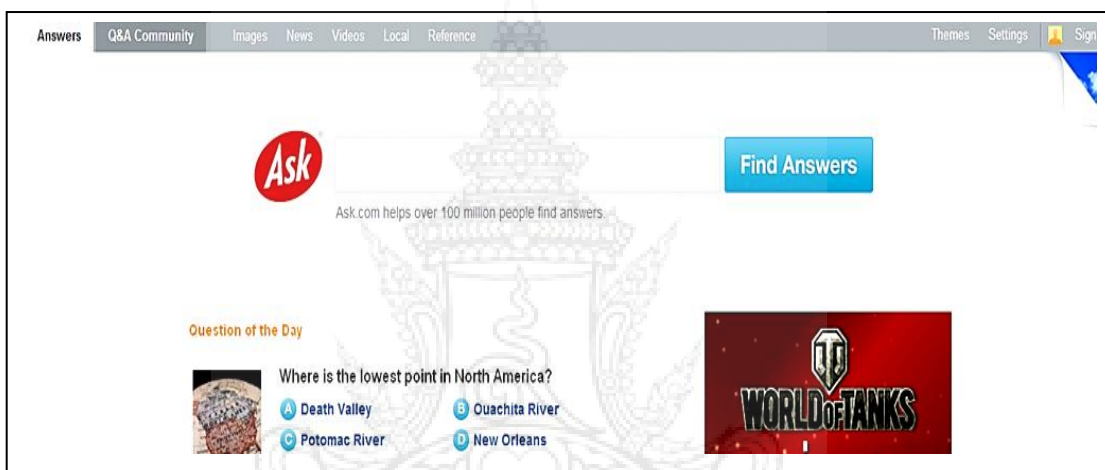 Answers Q&A Community Images News Videos Local Reference Themes Settings Sign
Ask Find Answers
Ask.com helps over 100 million people find answers.
Question of the Day
Where is the lowest point in North America?
A Death Valley B Ouachita River
C Potomac River D New Orleans
WORLD OF TANKS